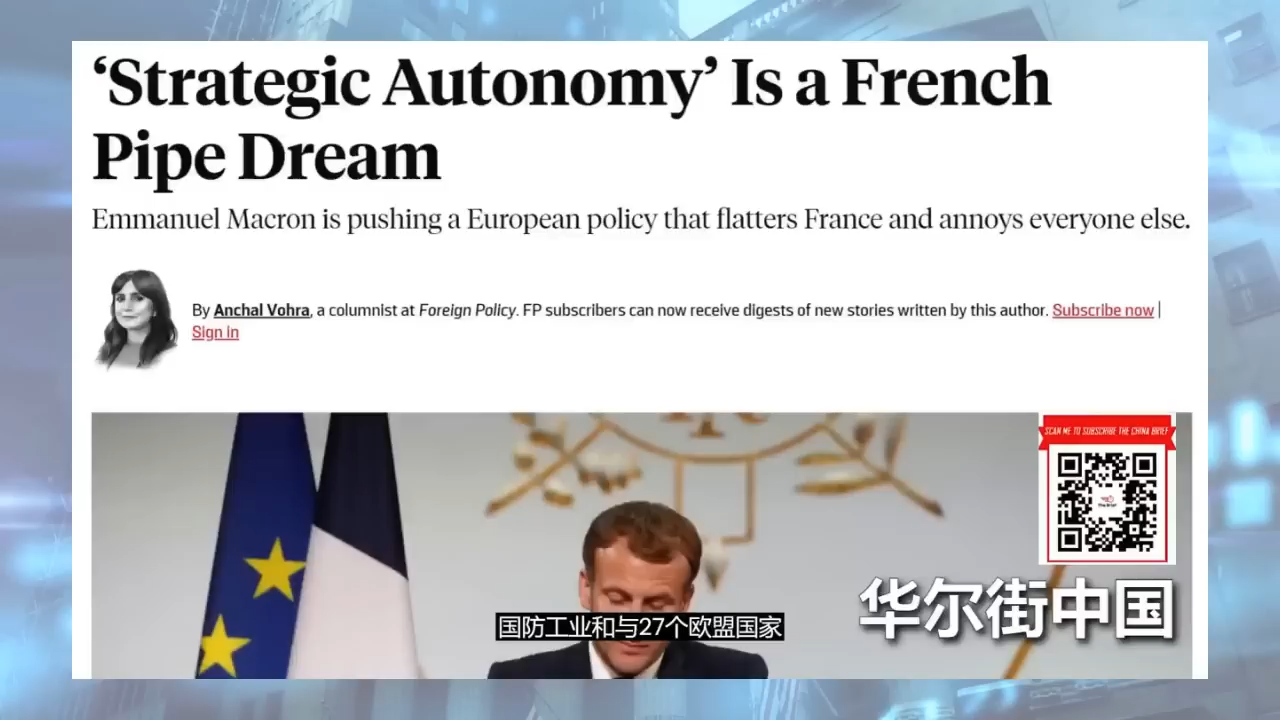 ‘Strategic Autonomy’ Is a French
Pipe Dream
Emmanuel Macron is pushing a European policy that flatters France and annoys everyone else.
By Anchal Vohra, a columnist at Foreign Policy. FP subscribers can now receive digests of new stories written by this author. Subscribe now |
Sign in
SCAN ME TO SUBSCRIBE THE CHINA BRIEF
华尔街中国
国防工业和与27个欧盟国家